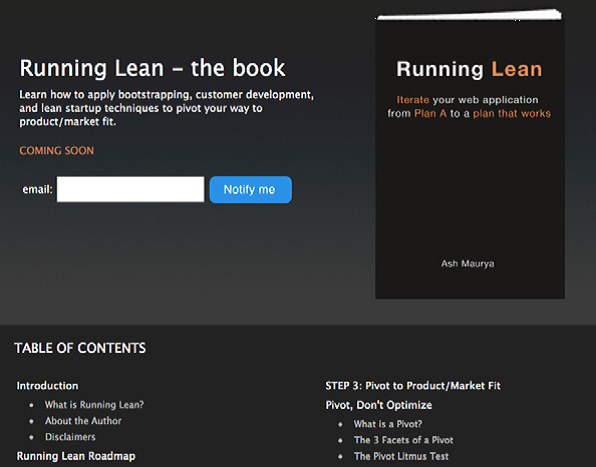 Running Lean – the book
Learn how to apply bootstrapping, customer development,
and lean startup techniques to pivot your way to
product/market fit.
COMING SOON
email:
Notify me
Running Lean
Iterate your web application
from Plan A to a plan that works
Ash Maurya
TABLE OF CONTENTS
Introduction
• What is Running Lean?
• About the Author
• Disclaimers
Running Lean Roadmap
STEP 3: Pivot to Product/Market Fit
Pivot, Don't Optimize
• What is a Pivot?
• The 3 Facets of a Pivot
• The Pivot Litmus Test